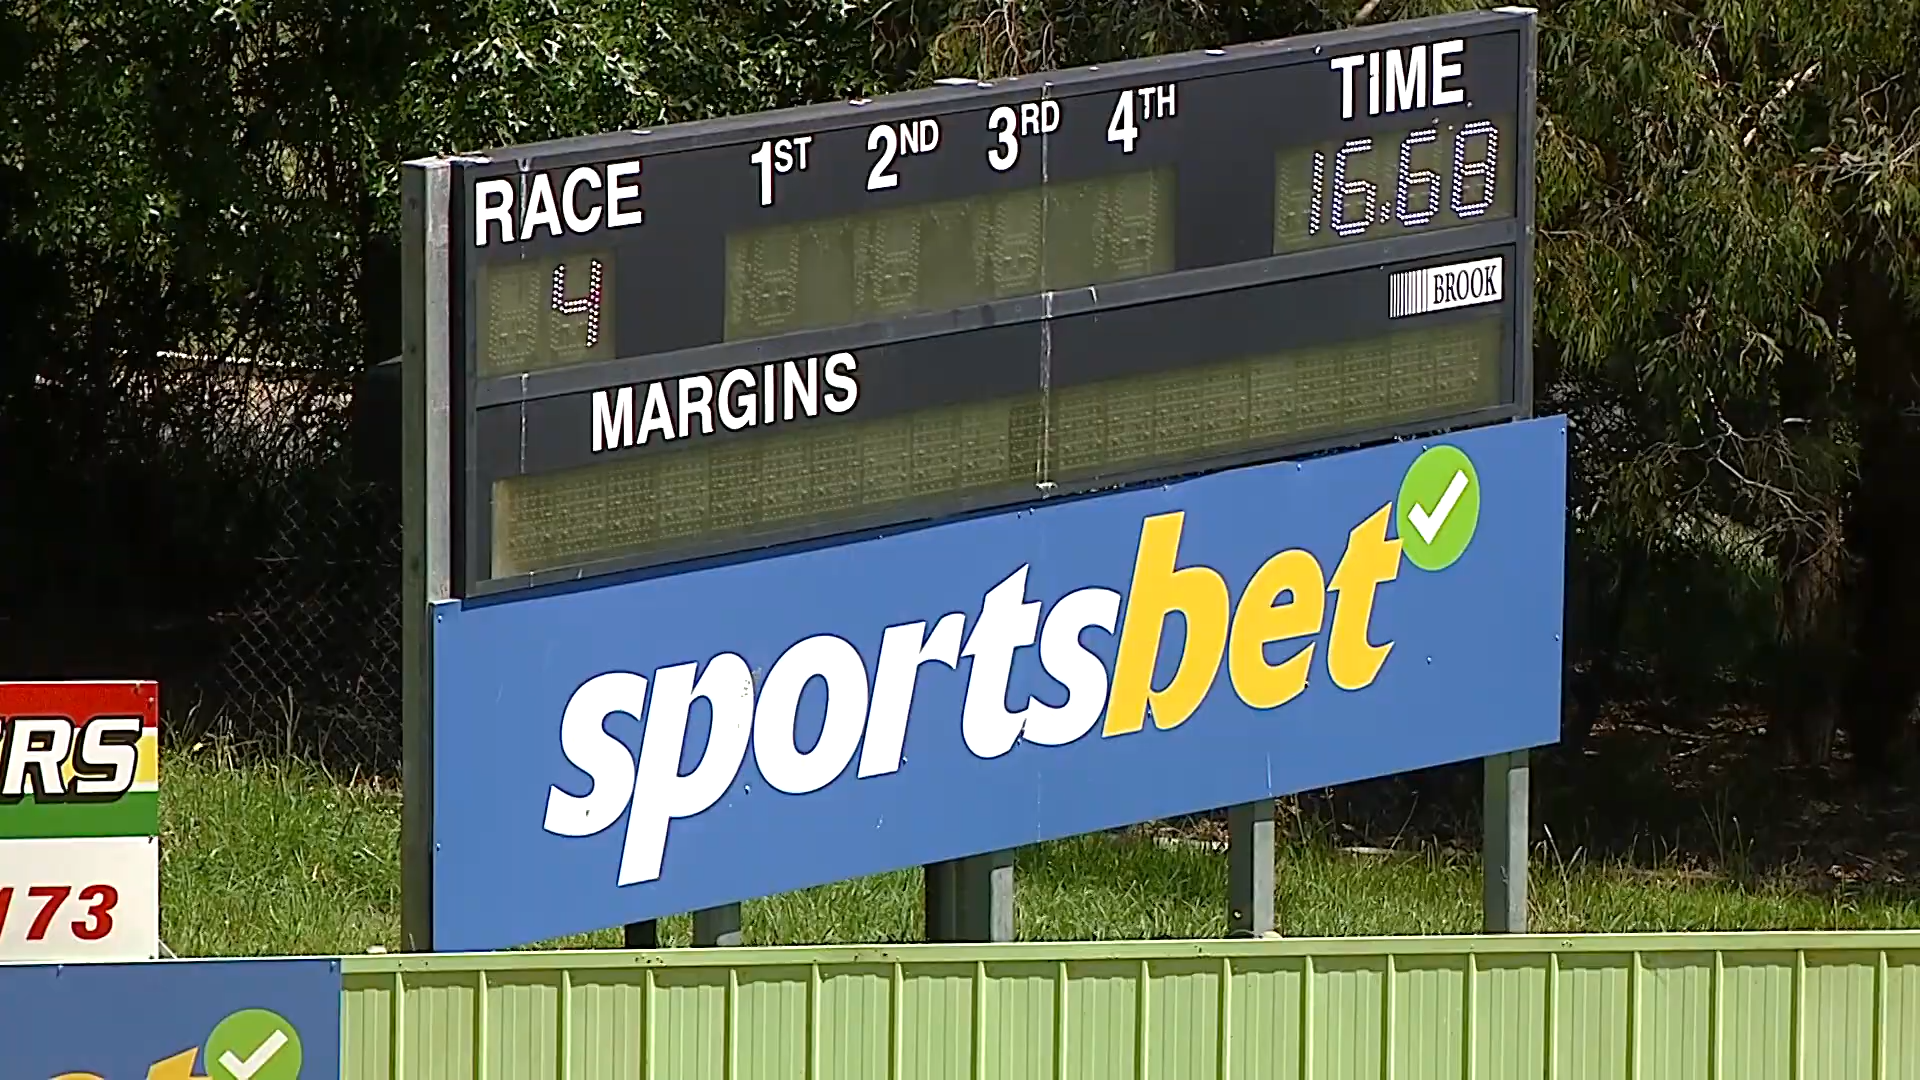 RACE 1ST 2ND 3RD 4TH TIME
4 16.68
BROOK
MARGINS
sportsbet
RS
173